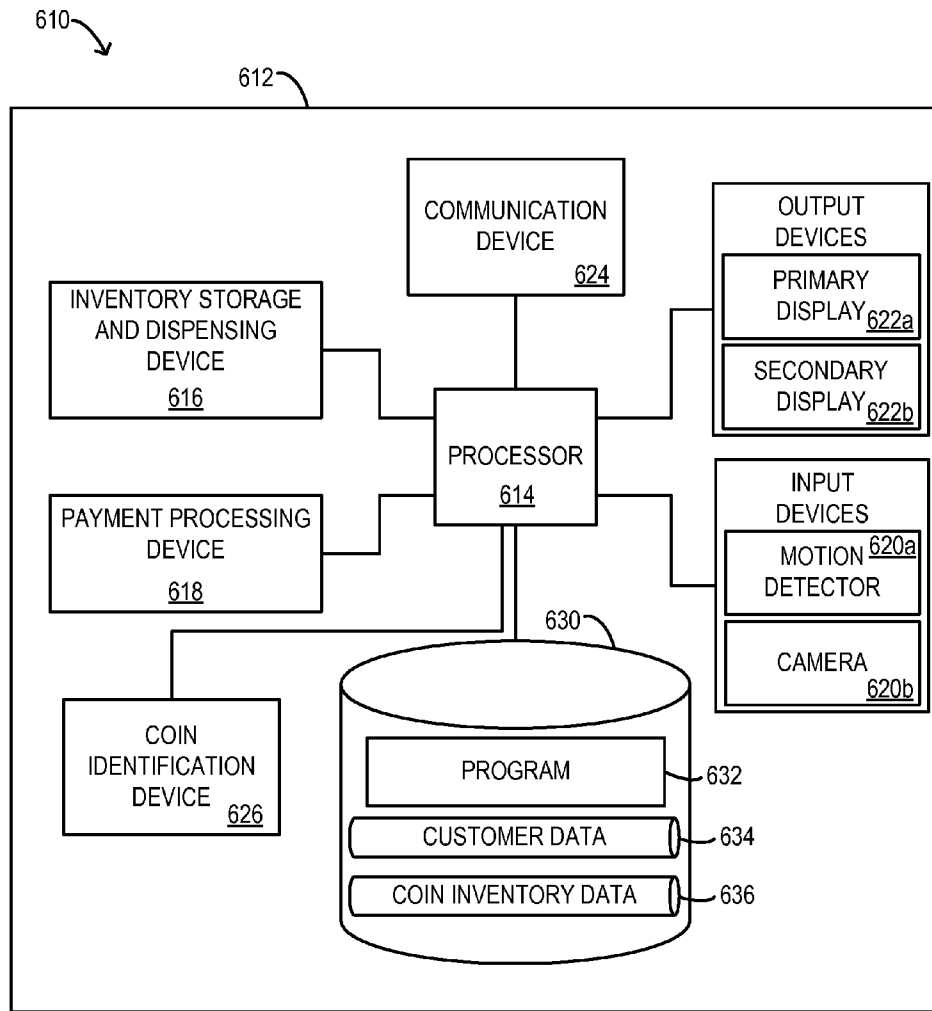 610
612
COMMUNICATION
DEVICE
624
OUTPUT
DEVICES
PRIMARY
DISPLAY
622a
SECONDARY
DISPLAY
622b
INVENTORY STORAGE
AND DISPENSING
DEVICE
616
PROCESSOR
614
PAYMENT PROCESSING
DEVICE
618
INPUT
DEVICES
620a
MOTION
DETECTOR
CAMERA
620b
630
COIN
IDENTIFICATION
DEVICE
626
PROGRAM
632
CUSTOMER DATA
634
COIN INVENTORY DATA
636